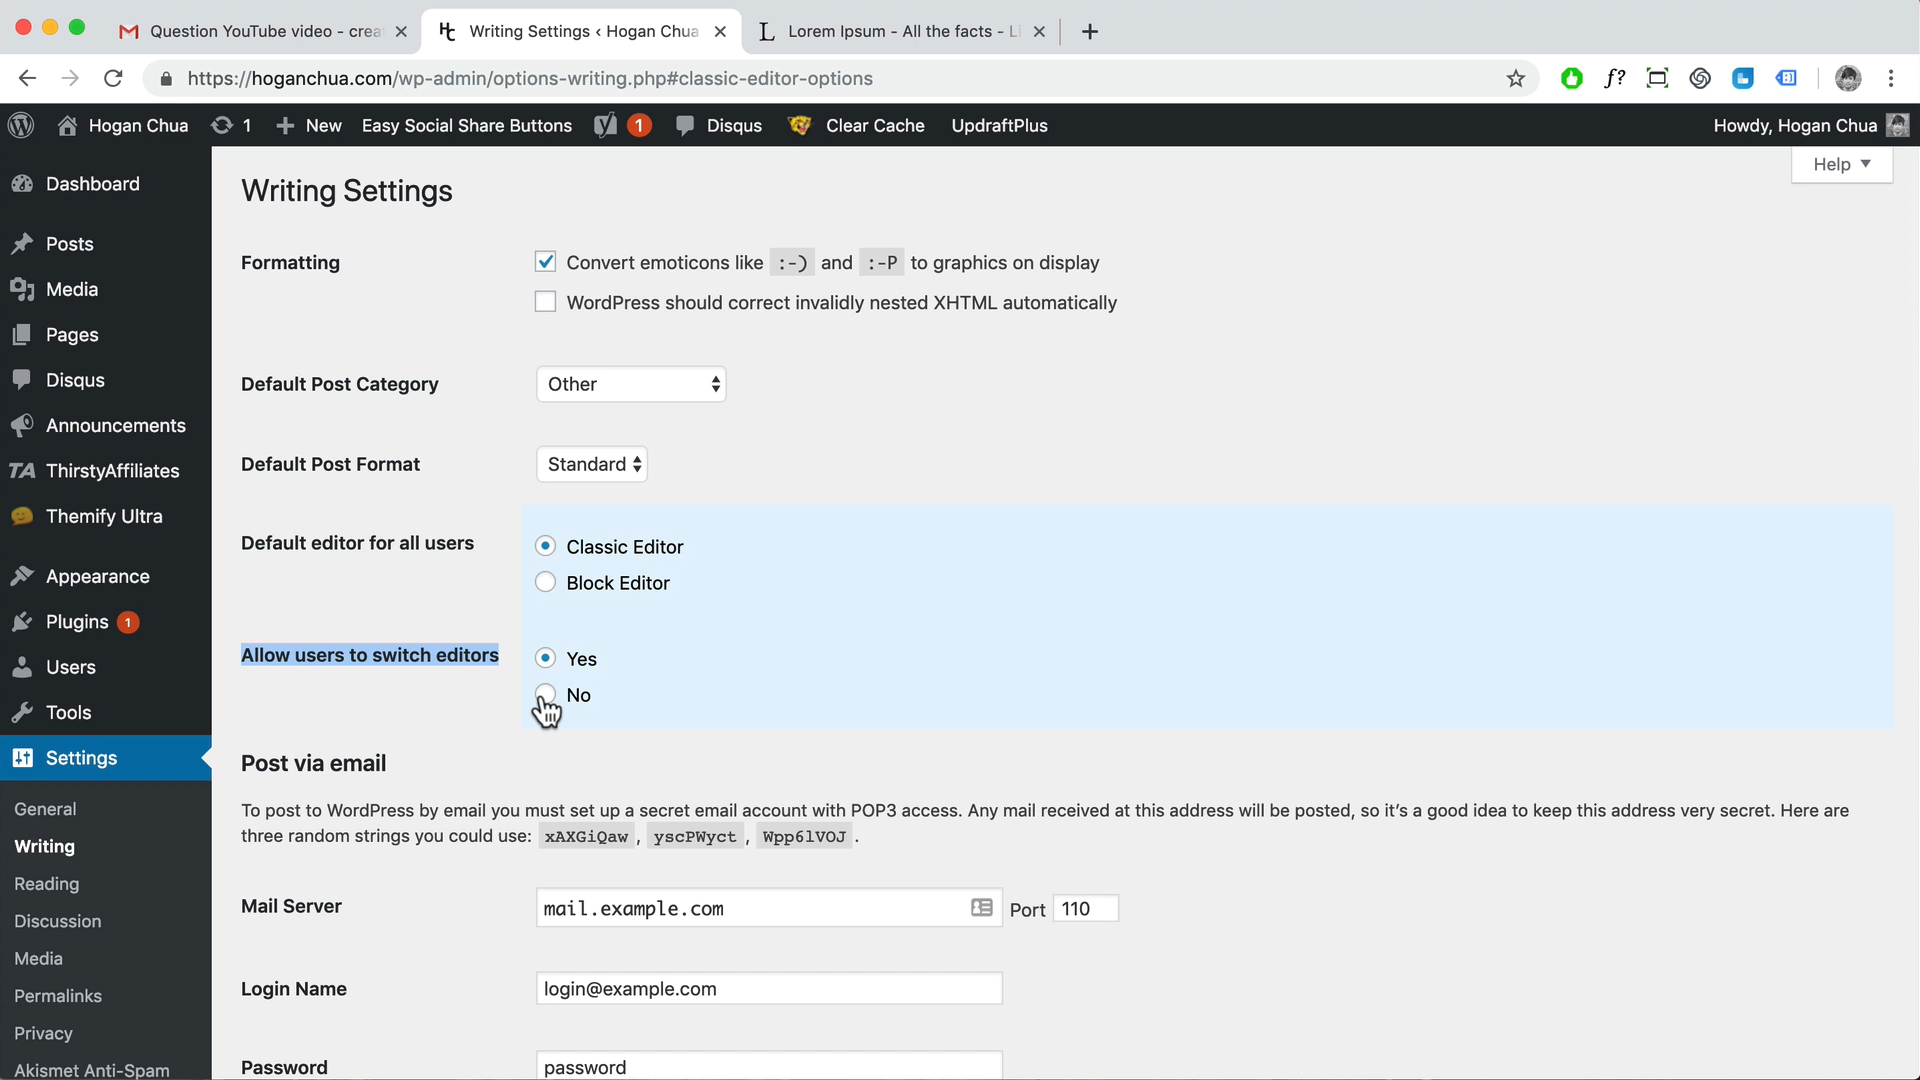 Question YouTube video - crea
Writing Settings ‹ Hogan Chua
Lorem Ipsum - All the facts - Li
https://hoganchua.com/wp-admin/options-writing.php#classic-editor-options
f?
Hogan Chua
1
New
Easy Social Share Buttons
1
Disqus
Clear Cache
UpdraftPlus
Howdy, Hogan Chua
Help
Dashboard
Posts
Media
Pages
Disqus
Announcements
TA ThirstyAffiliates
Themify Ultra
Appearance
Plugins 1
Users
Tools
Settings
General
Writing
Reading
Discussion
Media
Permalinks
Privacy
Akismet Anti-Spam
Writing Settings
Formatting
Convert emoticons like :-) and :-P to graphics on display
WordPress should correct invalidly nested XHTML automatically
Default Post Category
Other
Default Post Format
Standard
Default editor for all users
Classic Editor
Block Editor
Allow users to switch editors
Yes
No
Post via email
To post to WordPress by email you must set up a secret email account with POP3 access. Any mail received at this address will be posted, so it's a good idea to keep this address very secret. Here are
three random strings you could use: xAXGiQaw , yscPWyct , Wpp6lVOJ .
Mail Server
mail.example.com
Port 110
Login Name
login@example.com
Password
password